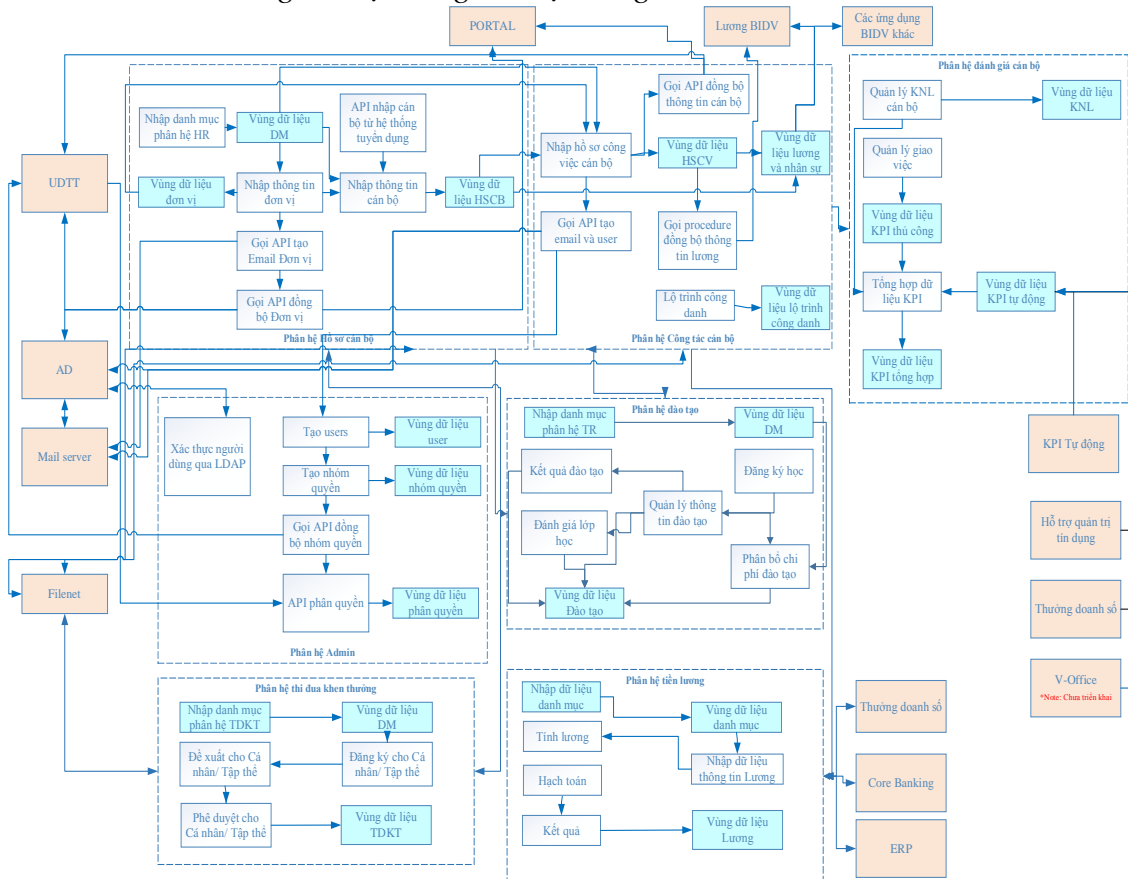 PORTAL
Lương BIDV
Các ứng dụng
BIDV khác
Phân hệ đánh giá cán bộ
Gọi API đồng bộ
thông tin cán bộ
Quản lý KNL
cán bộ
Vùng dữ liệu
KNL
Nhập danh mục
phân hệ HR
Vùng dữ liệu
DM
API nhập cán
bộ từ hệ thống
tuyển dụng
Nhập hồ sơ công
việc cán bộ
Vùng dữ liệu
HSCV
Vùng dữ
liệu lương
và nhân sự
Quản lý giao
việc
UDTT
Vùng dữ liệu
đơn vị
Nhập thông tin
đơn vị
Nhập thông tin
cán bộ
Vùng dữ
liệu HSCB
Gọi API tạo
email và user
Gọi procedure
đồng bộ thông
tin lương
Vùng dữ liệu
KPI thủ công
Gọi API tạo
Email Đơn vị
Tổng hợp dữ
liệu KPI
Vùng dữ liệu
KPI tự động
Gọi API đồng bộ
Đơn vị
Lộ trình công
danh
Vùng dữ
liệu lộ trình
công danh
Phân hệ Hồ sơ cán bộ
Phân hệ Công tác cán bộ
Vùng dữ liệu
KPI tổng hợp
AD
Mail server
Xác thực người
dùng qua LDAP
Tạo users
Vùng dữ liệu
user
Tạo nhóm
quyền
Vùng dữ liệu
nhóm quyền
Gọi API đồng
bộ nhóm quyền
API phân quyền
Vùng dữ liệu
phân quyền
Phân hệ Admin
Filenet
Phân hệ đào tạo
Nhập danh mục
phân hệ TR
Vùng dữ liệu
DM
Kết quả đào tạo
Đăng ký học
Quản lý thông
tin đào tạo
Đánh giá lớp
học
Phân bổ chi
phí đào tạo
Vùng dữ liệu
Đào tạo
KPI Tự động
Hỗ trợ quản trị
tín dụng
Thưởng doanh số
V-Office
*Note: Chưa triển khai
Phân hệ thi đua khen thưởng
Nhập danh mục
phân hệ TDKT
Vùng dữ liệu
DM
Đề xuất cho Cá
nhân/ Tập thể
Đăng ký cho Cá
nhân/ Tập thể
Phê duyệt cho
Cá nhân/ Tập thể
Vùng dữ liệu
TDKT
Phân hệ tiền lương
Nhập dữ liệu
danh mục
Vùng dữ liệu
danh mục
Tính lương
Nhập dữ liệu
thông tin Lương
Hạch toán
Kết quả
Vùng dữ liệu
Lương
Thưởng doanh số
Core Banking
ERP